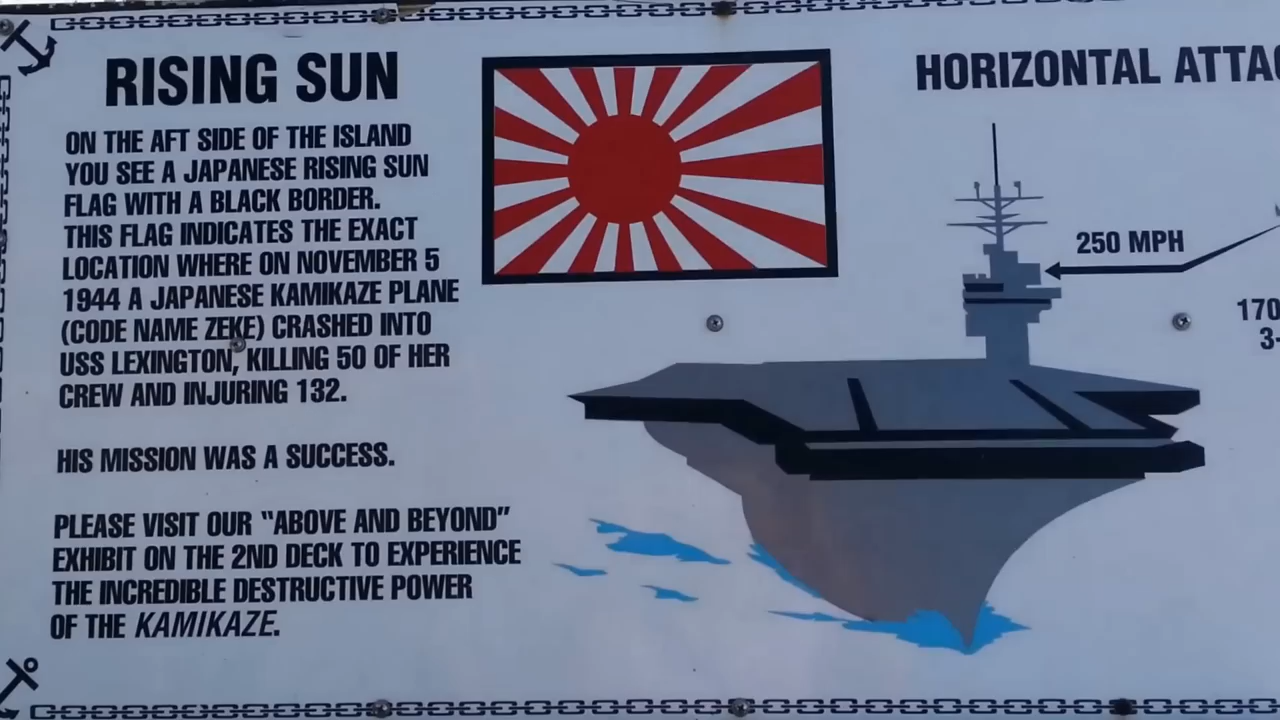 RISING SUN
ON THE AFT SIDE OF THE ISLAND
YOU SEE A JAPANESE RISING SUN
FLAG WITH A BLACK BORDER.
THIS FLAG INDICATES THE EXACT
LOCATION WHERE ON NOVEMBER 5
1944 A JAPANESE KAMIKAZE PLANE
(CODE NAME ZEKE) CRASHED INTO
USS LEXINGTON, KILLING 50 OF HER
CREW AND INJURING 132.
HIS MISSION WAS A SUCCESS.
PLEASE VISIT OUR "ABOVE AND BEYOND"
EXHIBIT ON THE 2ND DECK TO EXPERIENCE
THE INCREDIBLE DESTRUCTIVE POWER
OF THE KAMIKAZE.
HORIZONTAL ATTA
250 MPH
170
3-